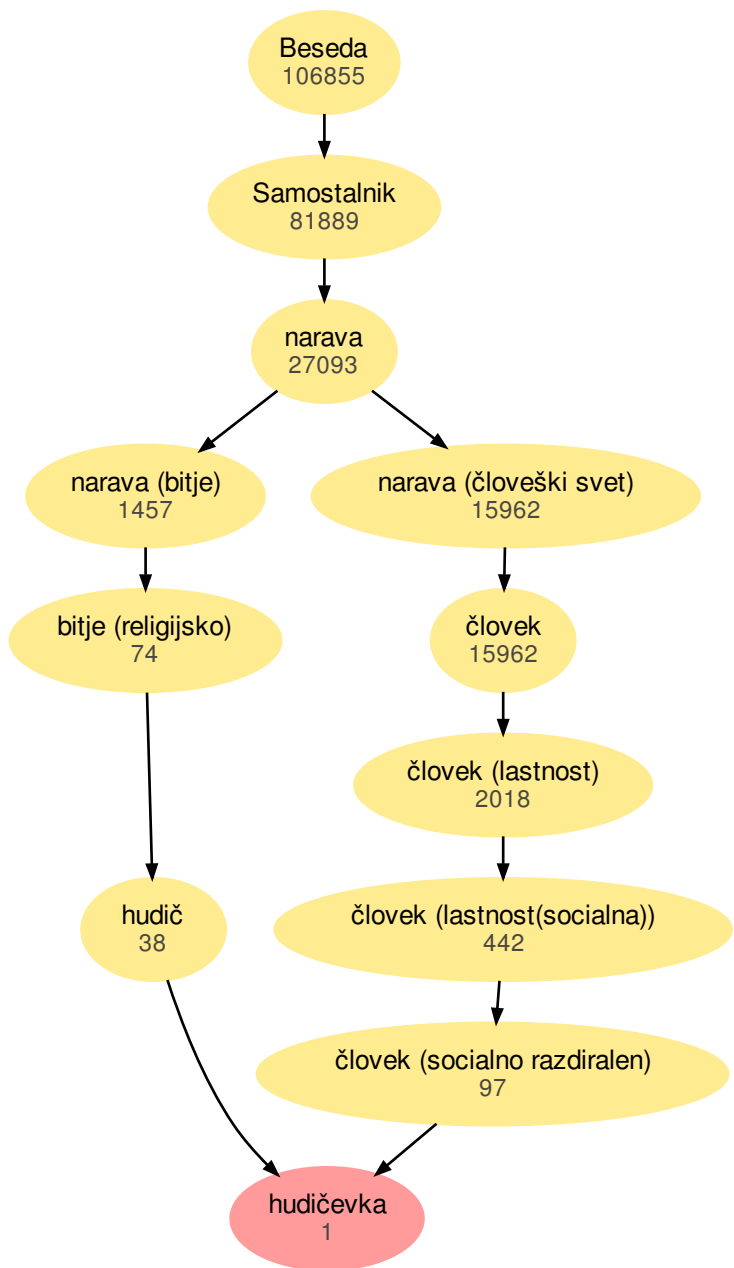 Beseda
106855
Samostalnik
81889
narava
27093
narava (bitje)
1457
narava (človeški svet)
15962
bitje (religijsko)
74
človek
15962
človek (lastnost)
2018
hudič
38
človek (lastnost(socialna))
442
človek (socialno razdiralen)
97
hudičevka
1